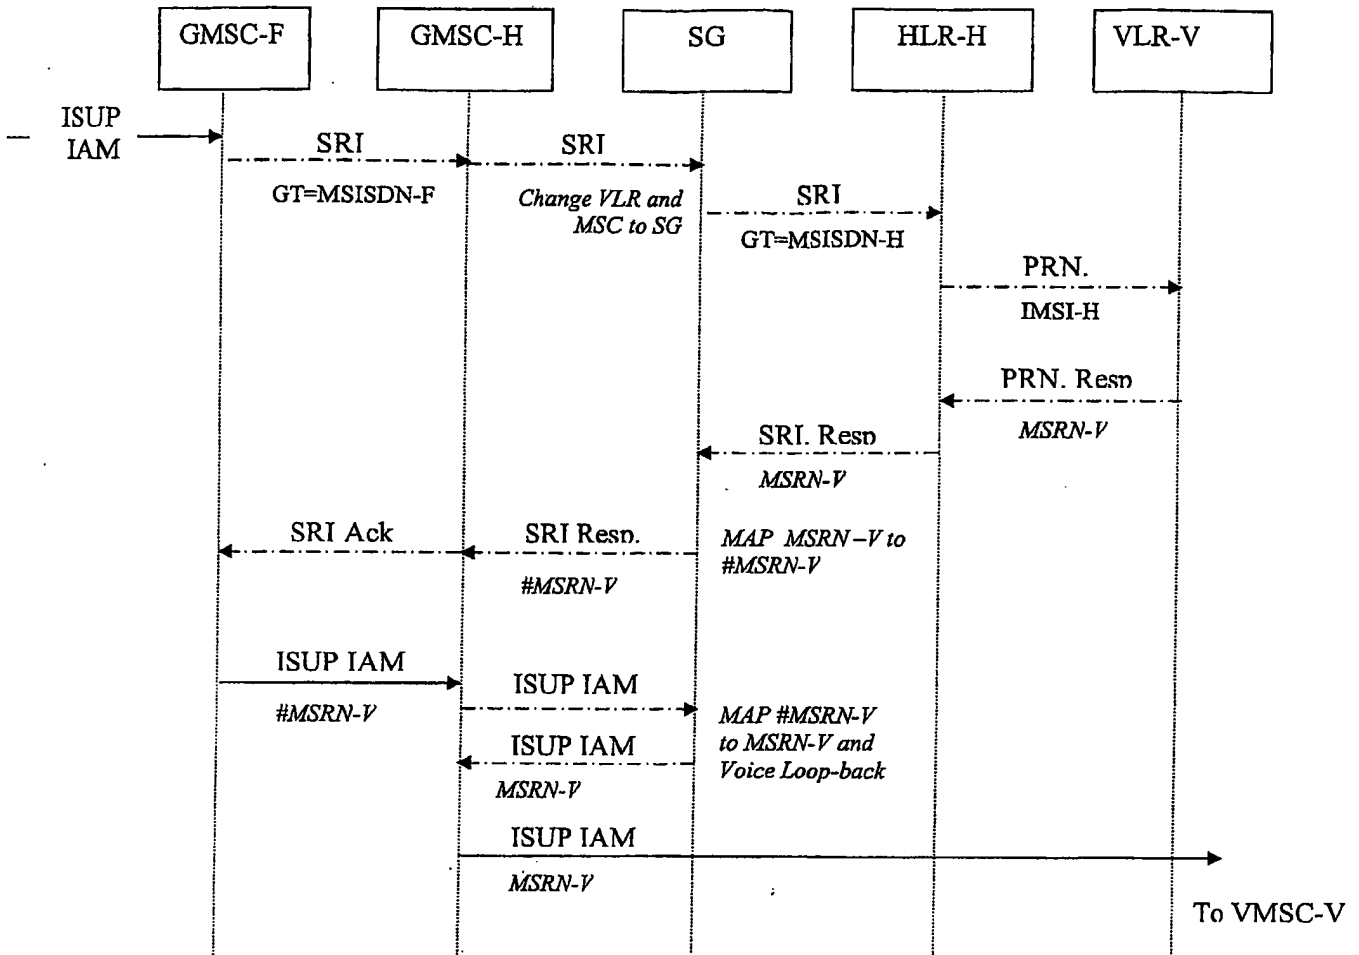 GMSC-F
GMSC-H
SG
HLR-H
VLR-V
ISUP
IAM
SRI
GT=MSISDN-F
SRI
Change VLR and
MSC to SG
SRI
GT=MSISDN-H
PRN.
IMSI-H
PRN. Resp
MSRN-V
SRI. Resp
MSRN-V
SRI Ack
SRI Resp.
#MSRN-V
MAP MSRN-V to
#MSRN-V
ISUP IAM
#MSRN-V
ISUP IAM
ISUP IAM
MSRN-V
MAP #MSRN-V
to MSRN-V and
Voice Loop-back
ISUP IAM
MSRN-V
To VMSC-V